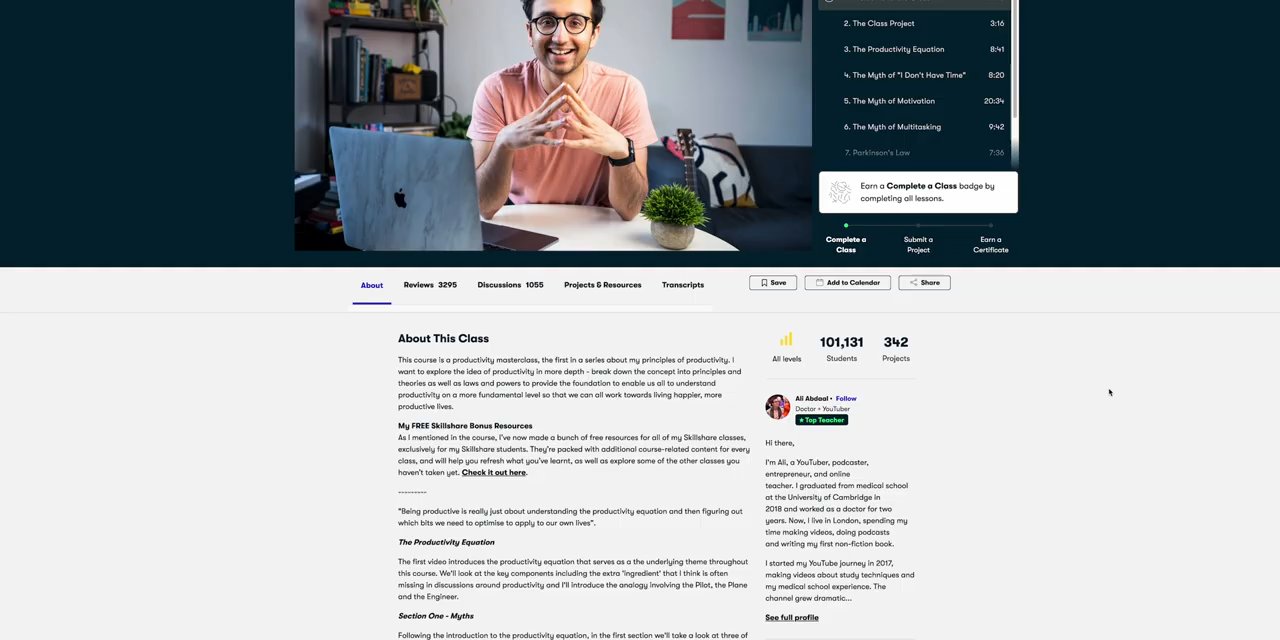 2. The Class Project 3:16
3. The Productivity Equation 8:41
4. The Myth of "I Don't Have Time" 8:20
5. The Myth of Motivation 20:34
6. The Myth of Multitasking 9:42
7. Parkinson's Law 7:36
Earn a Complete a Class badge by
completing all lessons.
Complete a
Class
Submit a
Project
Earn a
Certificate
About
Reviews 3295
Discussions 1055
Projects & Resources
Transcripts
Save
Add to Calendar
Share
About This Class
This course is a productivity masterclass, the first in a series about my principles of productivity. I
want to explore the idea of productivity in more depth - break down the concept into principles and
theories as well as laws and powers to provide the foundation to enable us all to understand
productivity on a more fundamental level so that we can all work towards living happier, more
productive lives.
My FREE Skillshare Bonus Resources
As I mentioned in the course, I've now made a bunch of free resources for all of my Skillshare classes,
exclusively for my Skillshare students. They're packed with additional course-related content for every
class, and will help you refresh what you've learnt, as well as explore some of the other classes you
haven't taken yet. Check it out here.
---------
"Being productive is really just about understanding the productivity equation and then figuring out
which bits we need to optimise to apply to our own lives".
The Productivity Equation
The first video introduces the productivity equation that serves as a the underlying theme throughout
this course. We'll look at the key components including the extra 'ingredient' that I think is often
missing in discussions around productivity and I'll introduce the analogy involving the Pilot, the Plane
and the Engineer.
Section One - Myths
Following the introduction to the productivity equation, in the first section we'll take a look at three of
All levels
101,131
Students
342
Projects
Ali Abdaal • Follow
Doctor + YouTuber
Top Teacher
Hi there,
I'm Ali, a YouTuber, podcaster,
entrepreneur, and online
teacher. I graduated from medical school
at the University of Cambridge in
2018 and worked as a doctor for two
years. Now, I live in London, spending my
time making videos, doing podcasts
and writing my first non-fiction book.
I started my YouTube journey in 2017,
making videos about study techniques and
my medical school experience. The
channel grew dramatic...
See full profile